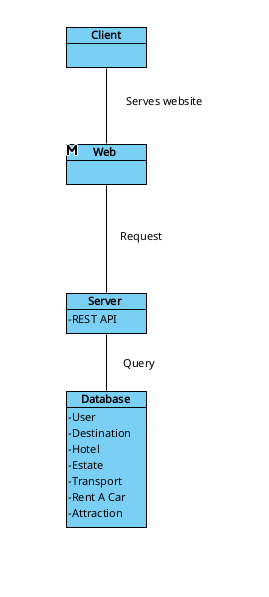 Client
Serves website
M
Web
Request
Server
-REST API
Query
Database
-User
-Destination
-Hotel
-Estate
-Transport
-Rent A Car
-Attraction